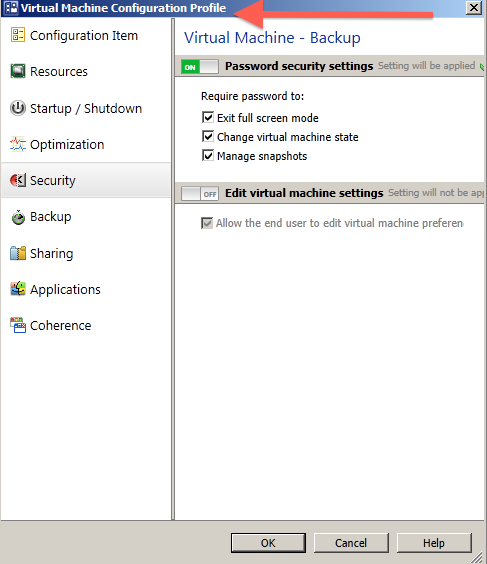 Virtual Machine Configuration Profile
Configuration Item
Resources
Startup / Shutdown
Optimization
Security
Backup
Sharing
Applications
Coherence
Virtual Machine - Backup
ON Password security settings Setting will be applied
Require password to:
Exit full screen mode
Change virtual machine state
Manage snapshots
OFF Edit virtual machine settings Setting will not be ap
Allow the end user to edit virtual machine preferen
OK Cancel Help